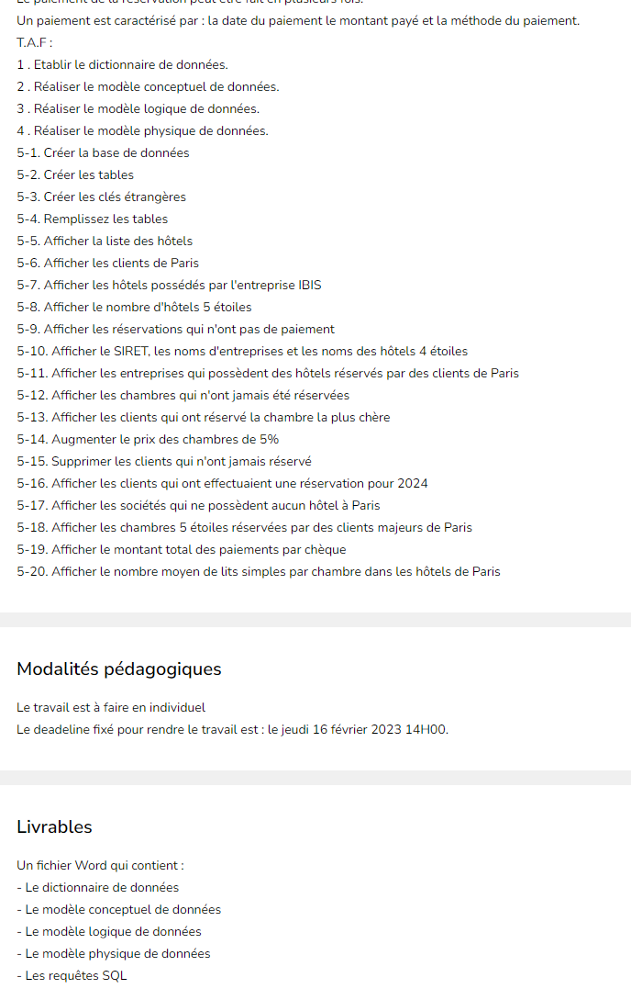 Le paiement de la réservation peut être fait en plusieurs fois.
Un paiement est caractérisé par : la date du paiement le montant payé et la méthode du paiement.
T.A.F :
1 . Etablir le dictionnaire de données.
2 . Réaliser le modèle conceptuel de données.
3 . Réaliser le modèle logique de données.
4 . Réaliser le modèle physique de données.
5-1. Créer la base de données
5-2. Créer les tables
5-3. Créer les clés étrangères
5-4. Remplissez les tables
5-5. Afficher la liste des hôtels
5-6. Afficher les clients de Paris
5-7. Afficher les hôtels possédés par l'entreprise IBIS
5-8. Afficher le nombre d'hôtels 5 étoiles
5-9. Afficher les réservations qui n'ont pas de paiement
5-10. Afficher le SIRET, les noms d'entreprises et les noms des hôtels 4 étoiles
5-11. Afficher les entreprises qui possèdent des hôtels réservés par des clients de Paris
5-12. Afficher les chambres qui n'ont jamais été réservées
5-13. Afficher les clients qui ont réservé la chambre la plus chère
5-14. Augmenter le prix des chambres de 5%
5-15. Supprimer les clients qui n'ont jamais réservé
5-16. Afficher les clients qui ont effectuaient une réservation pour 2024
5-17. Afficher les sociétés qui ne possèdent aucun hôtel à Paris
5-18. Afficher les chambres 5 étoiles réservées par des clients majeurs de Paris
5-19. Afficher le montant total des paiements par chèque
5-20. Afficher le nombre moyen de lits simples par chambre dans les hôtels de Paris
Modalités pédagogiques
Le travail est à faire en individuel
Le deadeline fixé pour rendre le travail est : le jeudi 16 février 2023 14H00.
Livrables
Un fichier Word qui contient :
- Le dictionnaire de données
- Le modèle conceptuel de données
- Le modèle logique de données
- Le modèle physique de données
- Les requêtes SQL